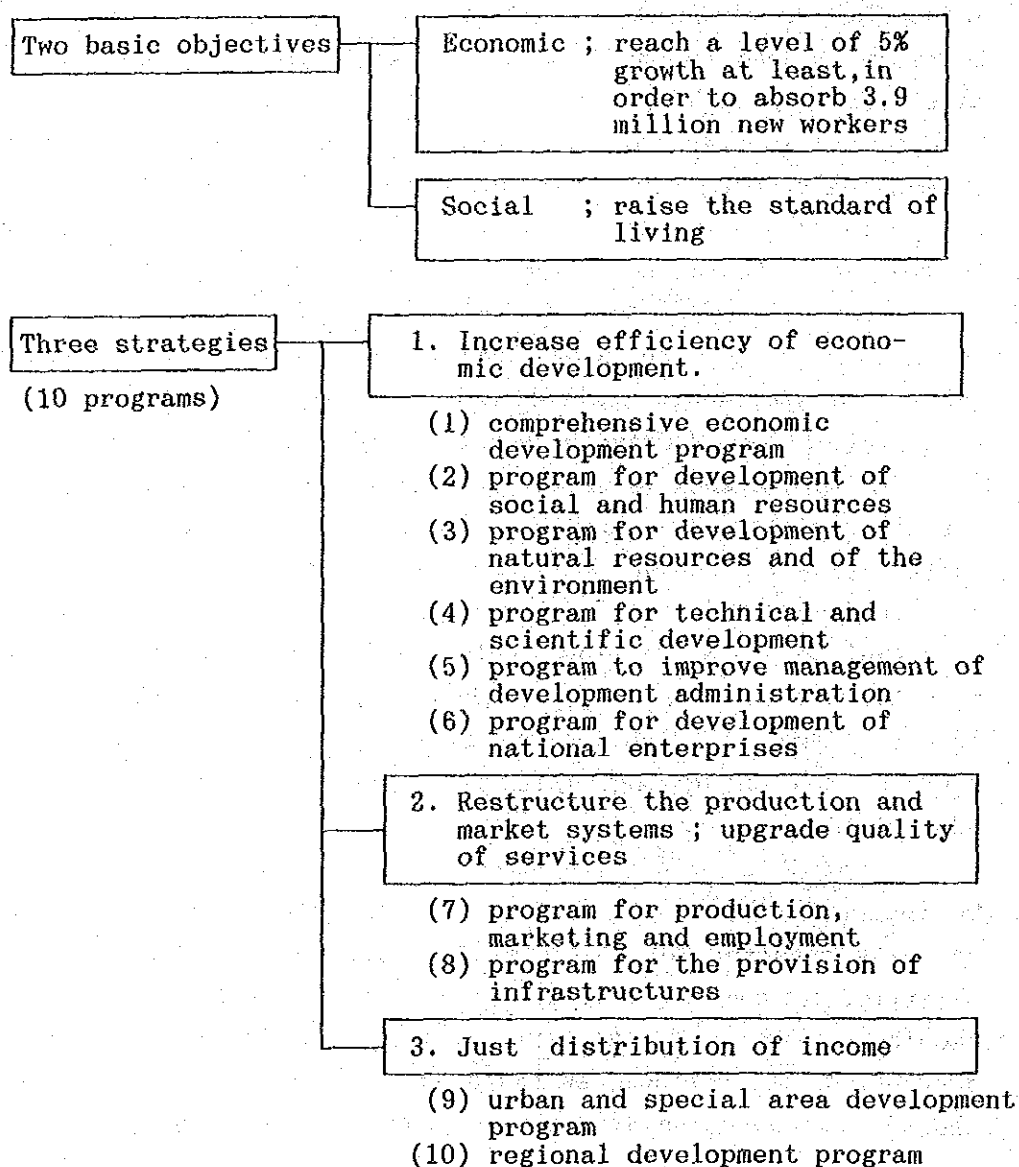 Two basic objectives
Economic ; reach a level of 5%
growth at least,in
order to absorb 3.9
million new workers
Social ; raise the standard of
living
Three strategies
(10 programs)
1. Increase efficiency of econo-
mic development.
(1) comprehensive economic
development program
(2) program for development of
social and human resources
(3) program for development of
natural resources and of the
environment
(4) program for technical and
scientific development
(5) program to improve management of
development administration
(6) program for development of
national enterprises
2. Restructure the production and
market systems ; upgrade quality
of services
(7) program for production,
marketing and employment
(8) program for the provision of
infrastructures
3. Just distribution of income
(9) urban and special area development
program
(10) regional development program